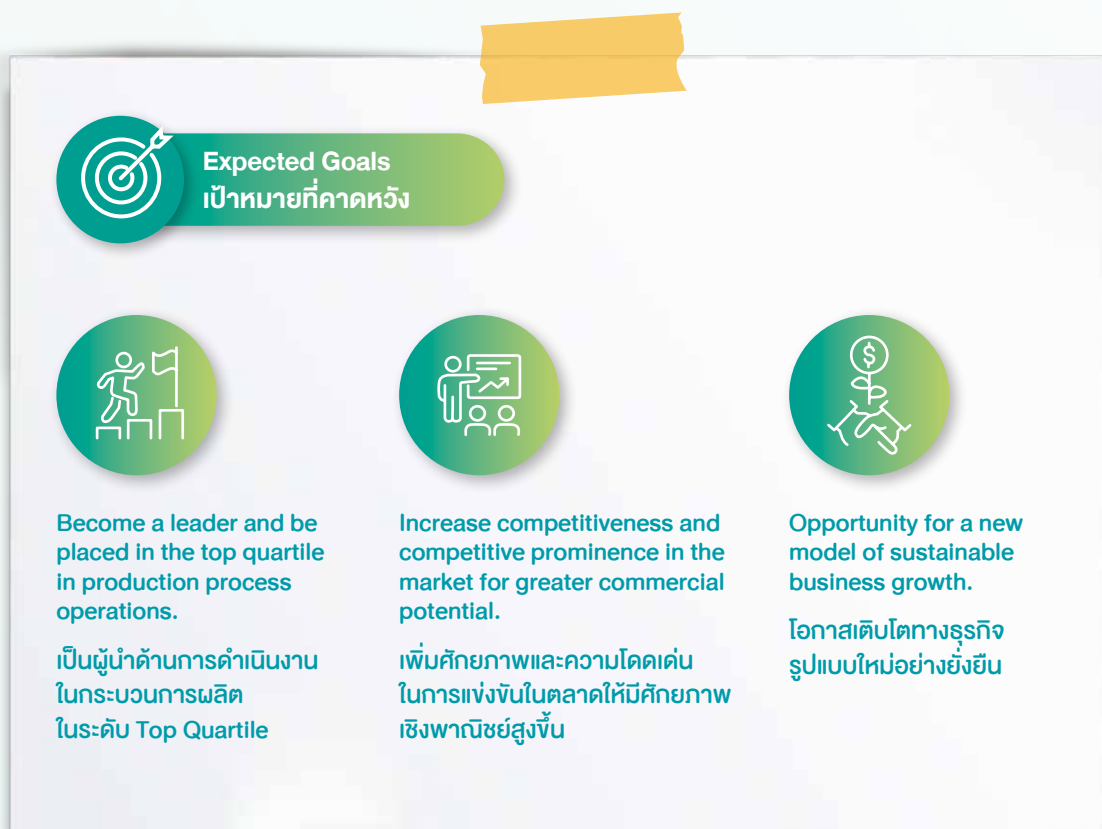 Expected Goals
เป้าหมายที่คาดหวัง
Become a leader and be
placed in the top quartile
in production process
operations.
เป็นผู้นำด้านการดำเนินงาน
ในกระบวนการผลิต
ในระดับ Top Quartile
Increase competitiveness and
competitive prominence in the
market for greater commercial
potential.
เพิ่มศักยภาพและความโดดเด่น
ในการแข่งขันในตลาดให้มีศักยภาพ
เชิงพาณิชย์สูงขึ้น
Opportunity for a new
model of sustainable
business growth.
โอกาสเติบโตทางธุรกิจ
รูปแบบใหม่อย่างยั่งยืน